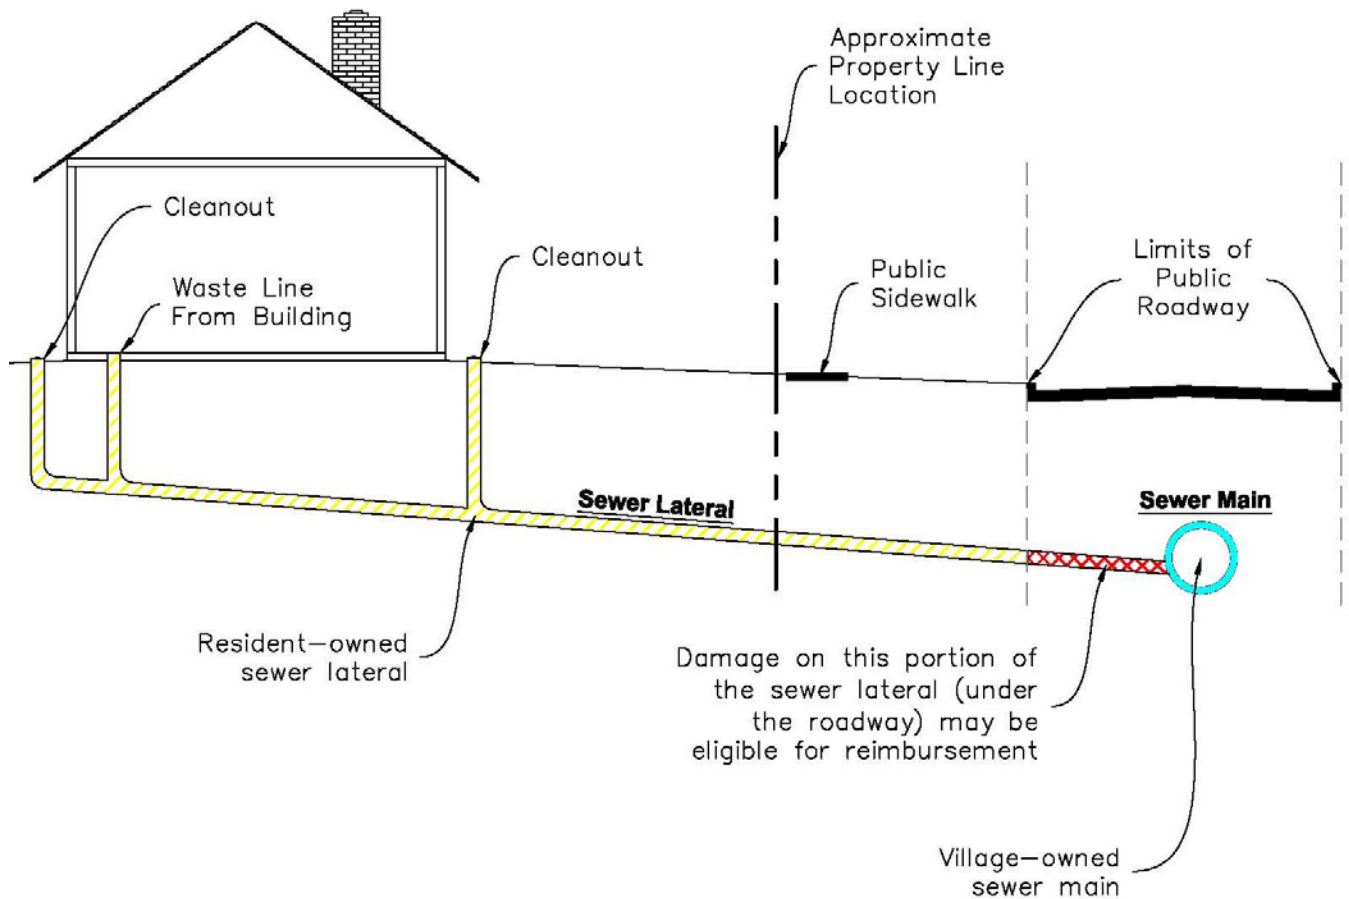 Approximate
Property Line
Location
Cleanout
Cleanout
Waste Line
From Building
Public
Sidewalk
Limits of
Public
Roadway
Sewer Lateral
Sewer Main
Resident-owned
sewer lateral
Damage on this portion of
the sewer lateral (under
the roadway) may be
eligible for reimbursement
Village-owned
sewer main